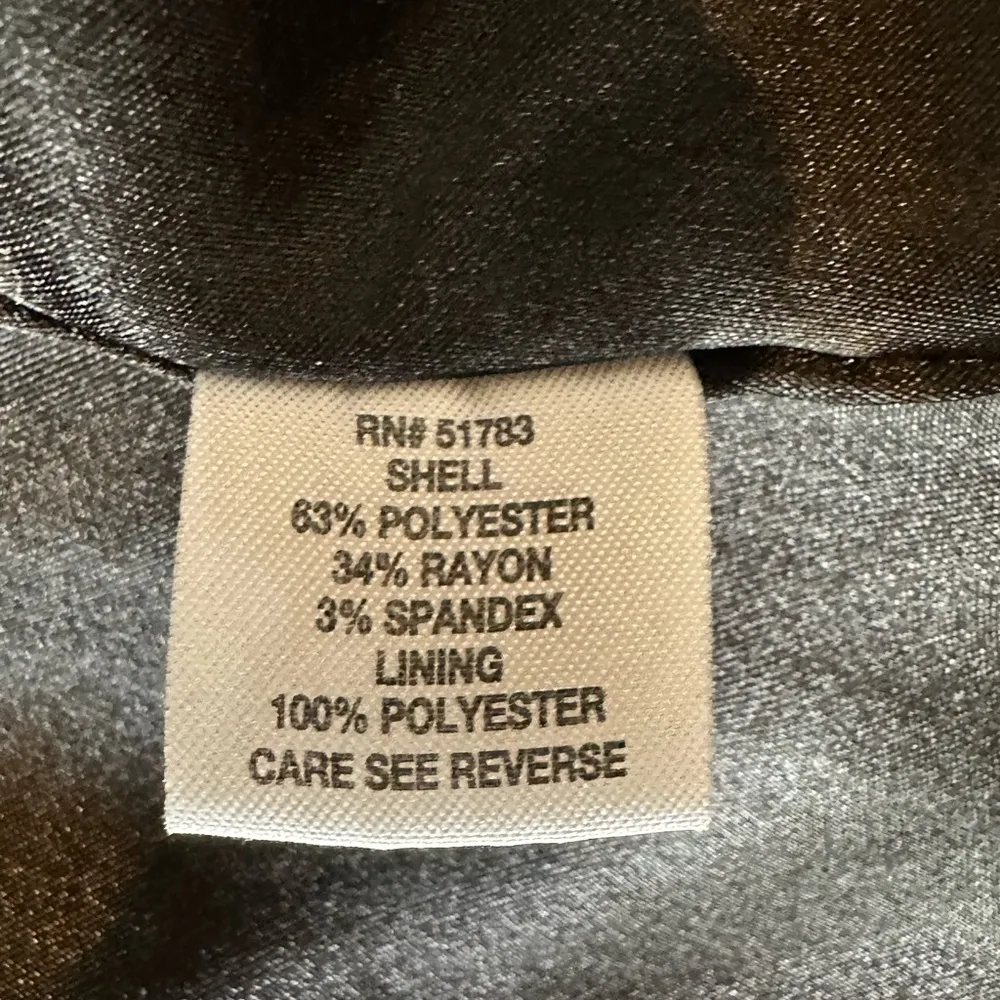 RN# 51783
SHELL
63% POLYESTER
34% RAYON
3% SPANDEX
LINING
100% POLYESTER
CARE SEE REVERSE